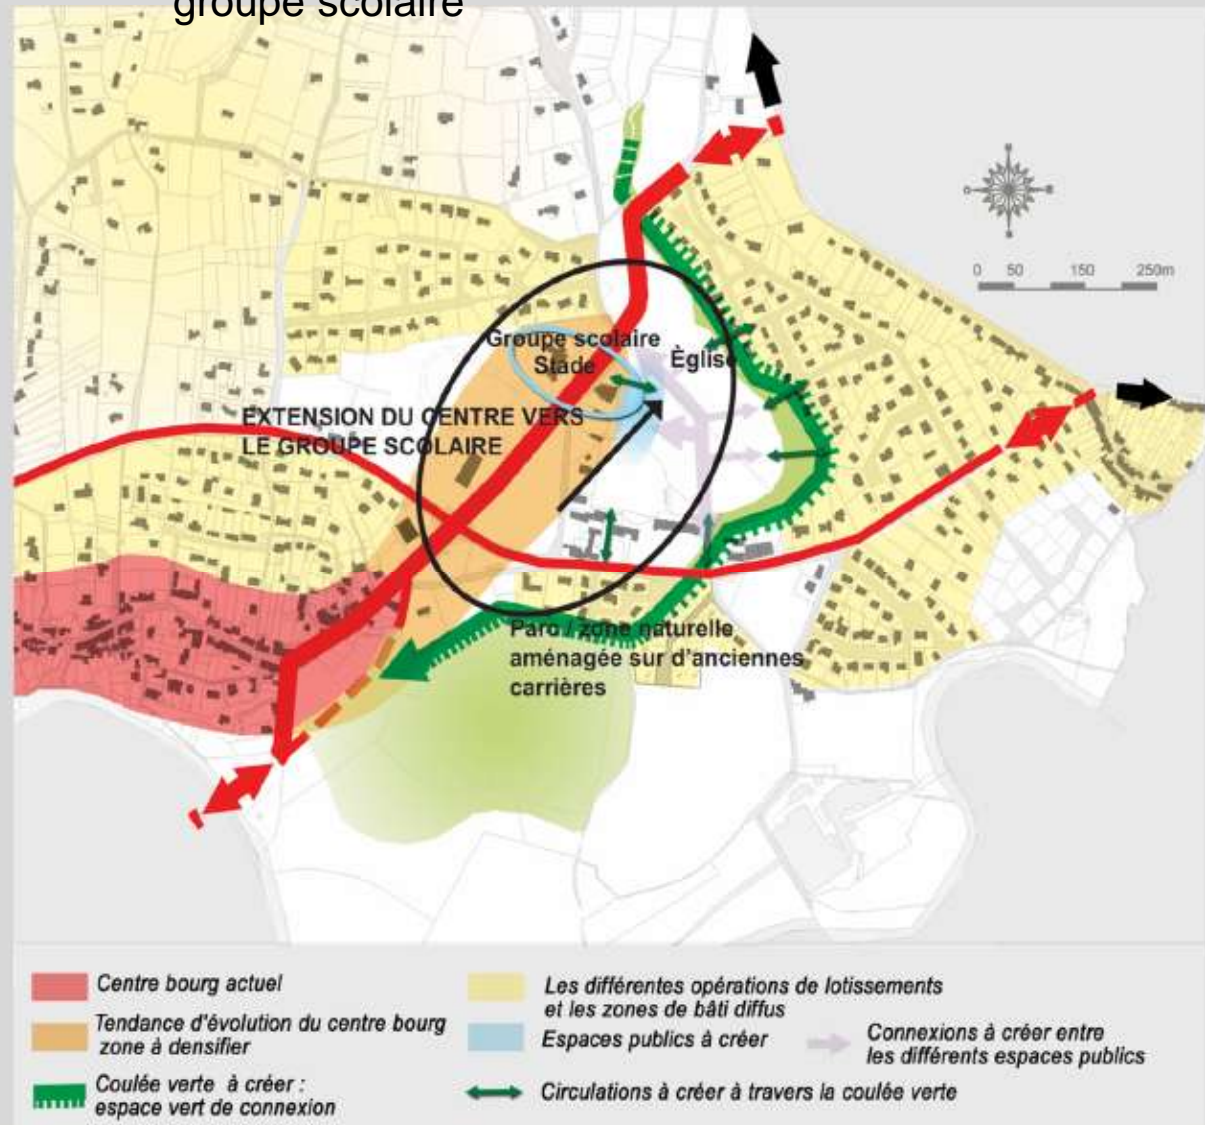 groupe scolaire
0 50 150 250m
Groupe scolaire
Stade
Èglise
EXTENSION DU CENTRE VERS
LE GROUPE SCOLAIRE
Parc / zone naturelle
aménagée sur d'anciennes
carrières
Centre bourg actuel
Tendance d'évolution du centre bourg
zone à densifier
Coulée verte à créer :
espace vert de connexion
Les différentes opérations de lotissements
et les zones de bâti diffus
Espaces publics à créer
Connexions à créer entre
les différents espaces publics
Circulations à créer à travers la coulée verte